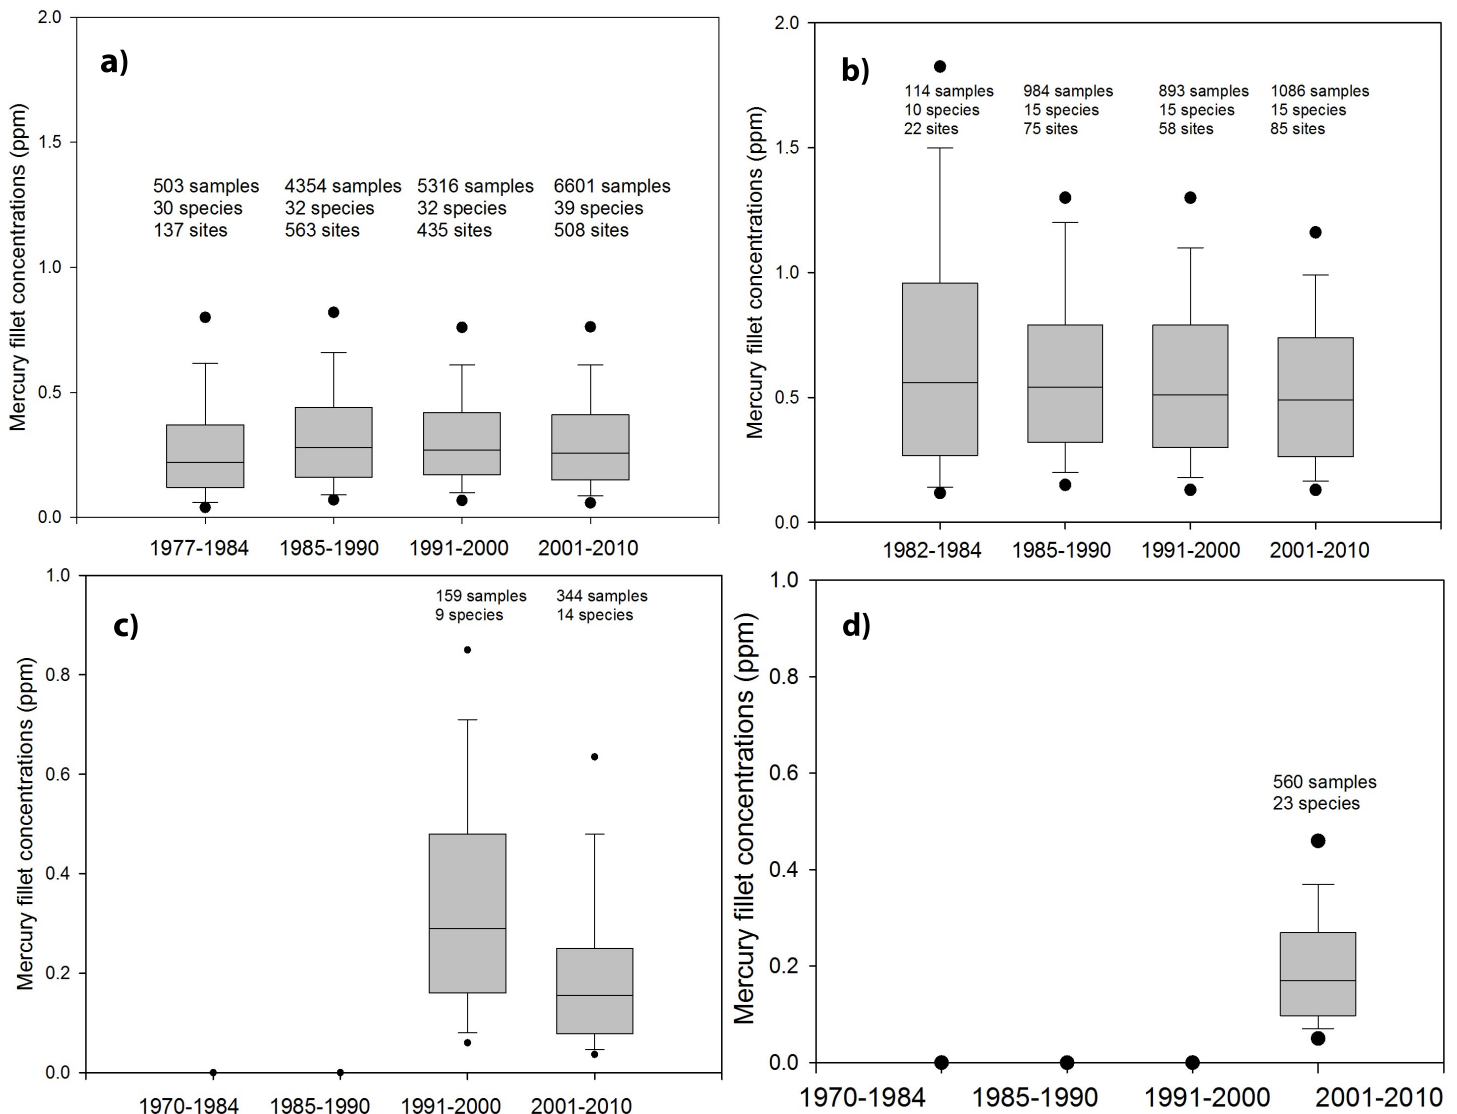 a)
Mercury fillet concentrations (ppm)
2.0
1.5
1.0
0.5
0.0
503 samples
30 species
137 sites
4354 samples
32 species
563 sites
5316 samples
32 species
435 sites
6601 samples
39 species
508 sites
1977-1984
1985-1990
1991-2000
2001-2010
b)
Mercury fillet concentrations (ppm)
2.0
1.5
1.0
0.5
0.0
114 samples
10 species
22 sites
984 samples
15 species
75 sites
893 samples
15 species
58 sites
1086 samples
15 species
85 sites
1982-1984
1985-1990
1991-2000
2001-2010
c)
Mercury fillet concentrations (ppm)
1.0
0.8
0.6
0.4
0.2
0.0
159 samples
9 species
344 samples
14 species
1970-1984
1985-1990
1991-2000
2001-2010
d)
Mercury fillet concentrations (ppm)
1.0
0.8
0.6
0.4
0.2
0.0
560 samples
23 species
1970-1984
1985-1990
1991-2000
2001-2010